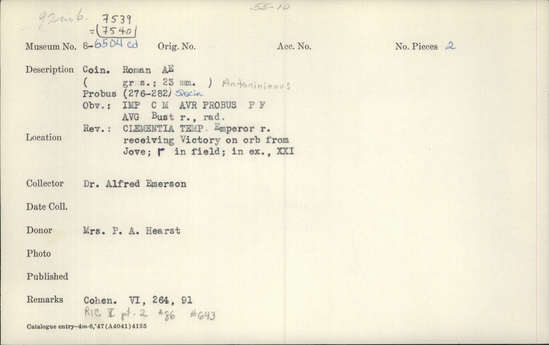 55-10
7539
=(7540)
Museum No. 8-6504 cd Orig. No. Acc. No. No. Pieces 2
Description Coin. Roman AE
( grms.; 23 mm. ) Antoninianus
Probus (276-282) Siscia
Obv.: IMP C M AVR PROBUS P F
AVG Bust r., rad.
Rev.: CLEMENTIA TEMP. Emperor r.
Location receiving Victory on orb from
Jove; Γ in field; in ex., XXI
Collector Dr. Alfred Emerson
Date Coll.
Donor Mrs. P. A. Hearst
Photo
Published
Remarks Cohen. VI, 264, 91
RIC V pt. 2 #86 #643
Catalogue entry—4m-6,'47(A4041)4135